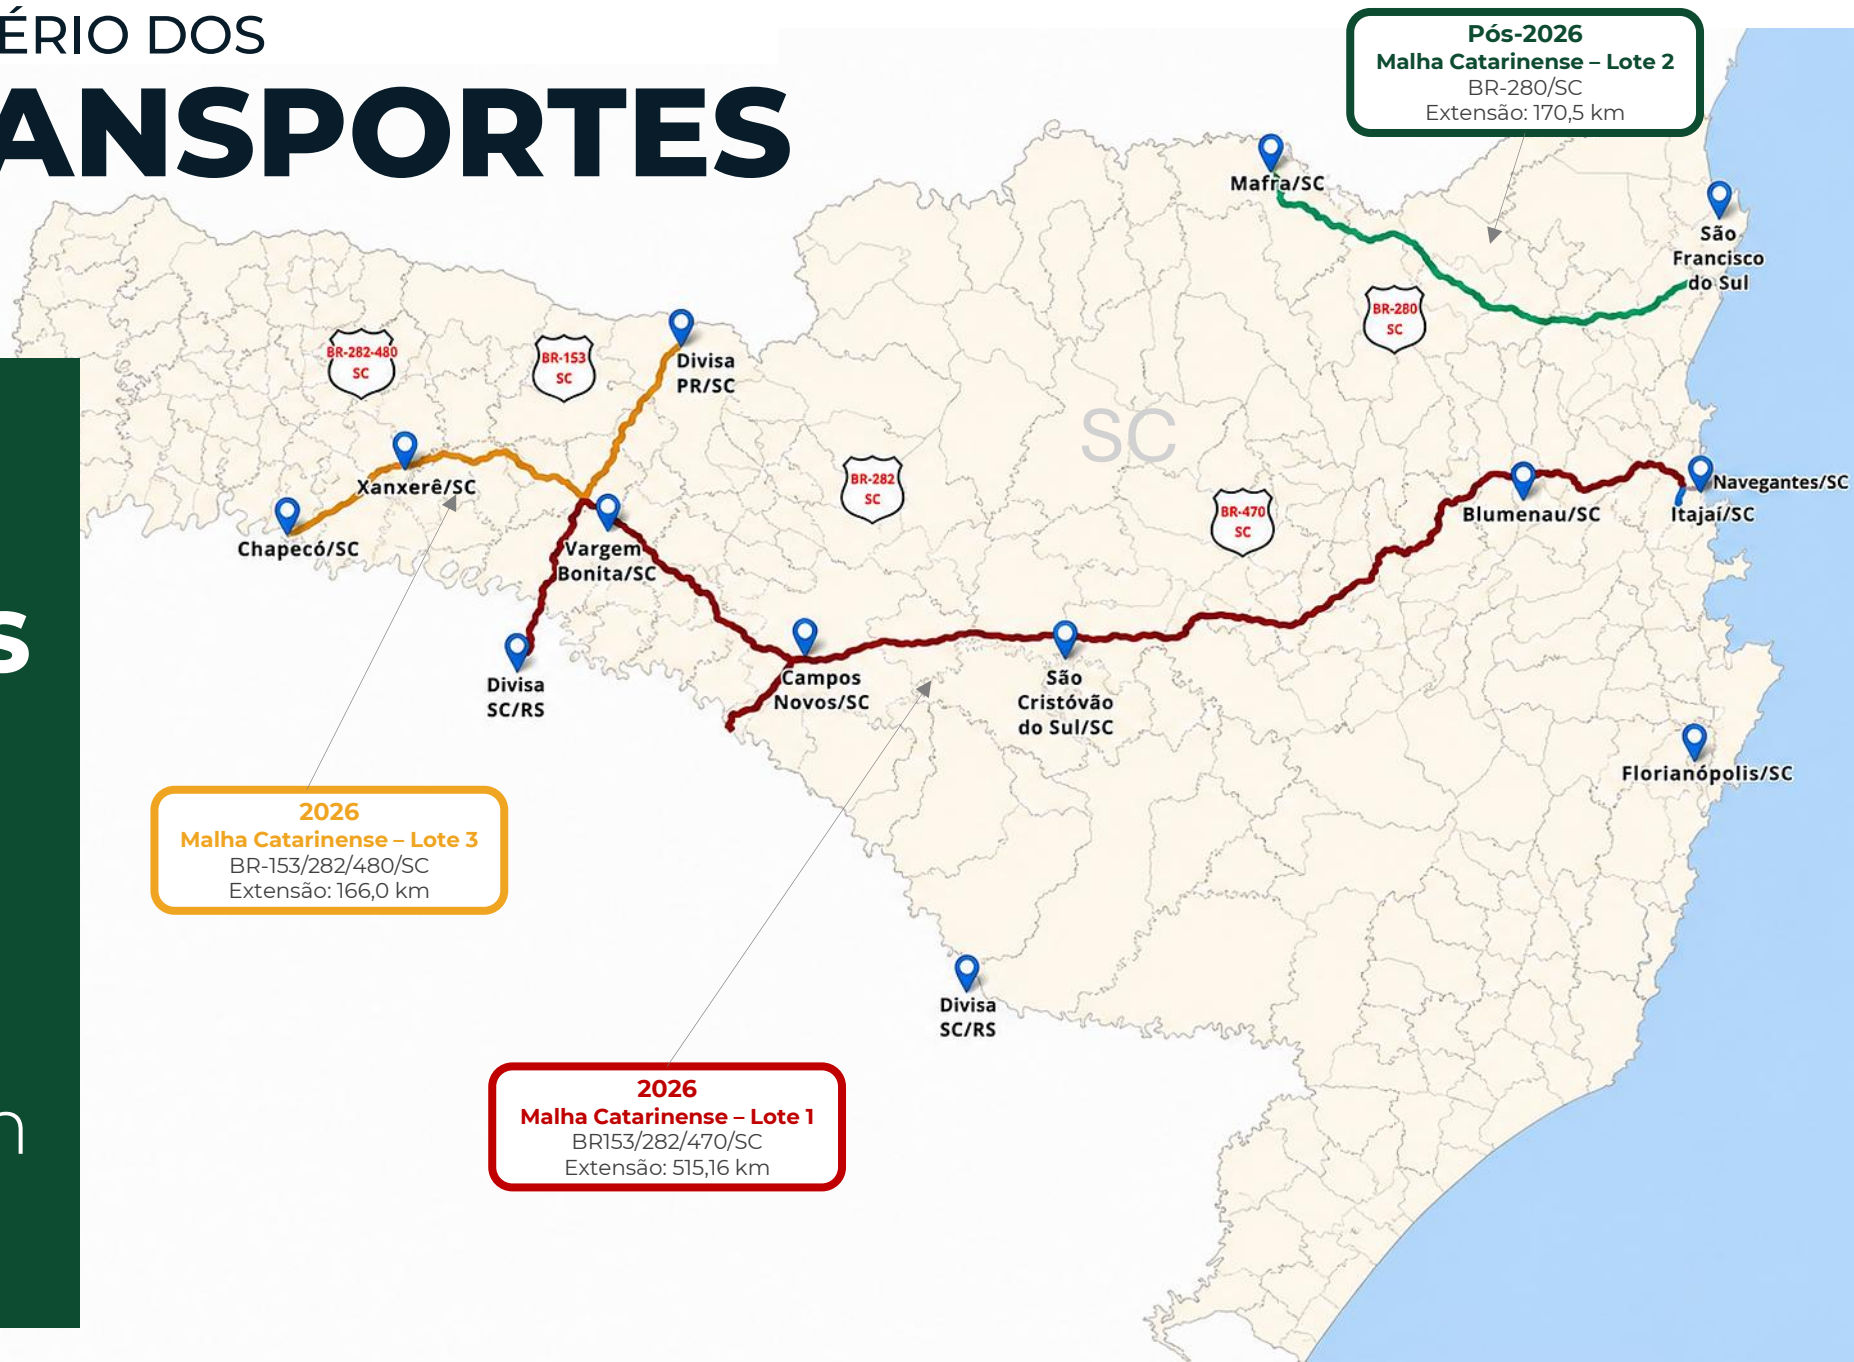 ÉRIO DOS
ANSPORTES
Pós-2026
Malha Catarinense – Lote 2
BR-280/SC
Extensão: 170,5 km
Mafra/SC
São
Francisco
do Sul
BR-280
SC
BR-282-480
SC
BR-153
SC
Divisa
PR/SC
SC
Xanxerê/SC
BR-282
SC
BR-470
SC
Navegantes/SC
Blumenau/SC
Itajaí/SC
Chapecó/SC
Vargem
Bonita/SC
s
Divisa
SC/RS
Campos
Novos/SC
São
Cristóvão
do Sul/SC
Florianópolis/SC
2026
Malha Catarinense – Lote 3
BR-153/282/480/SC
Extensão: 166,0 km
Divisa
SC/RS
2026
Malha Catarinense – Lote 1
BR153/282/470/SC
Extensão: 515,16 km